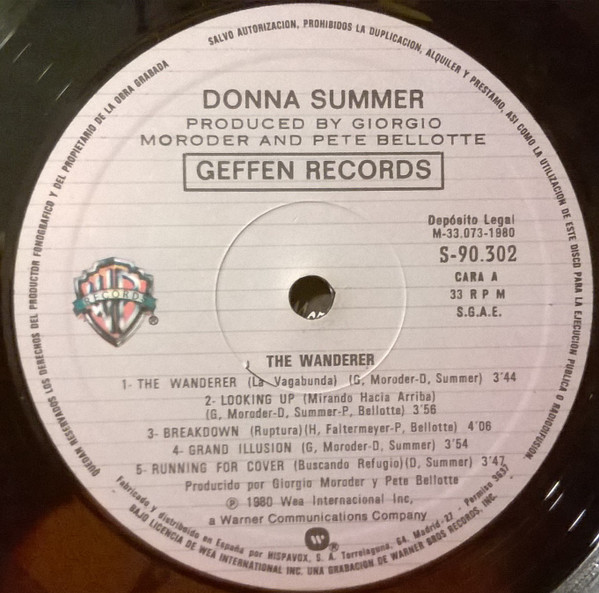 SALVO AUTORIZACION, PROHIBIDOS LA DUPLICACION, ALQUILER Y PRESTAMO, ASI COMO LA UTILIZACION DE ESTE DISCO PARA LA EJECUCION PUBLICA O RADIODIFUSION.
QUEDAN RESERVADOS LOS DERECHOS DEL PRODUCTOR FONOGRAFICO Y DEL PROPIETARIO DE LA OBRA GRABADA
DONNA SUMMER
PRODUCED BY GIORGIO
MORODER AND PETE BELLOTTE
GEFFEN RECORDS
Depósito Legal
M-33.073-1980
S-90.302
CARA A
33 R P M
S.G.A.E.
RECORDS
®
THE WANDERER
1- THE WANDERER (La Vagabunda) (G, Moroder-D, Summer) 3'44
2- LOOKING UP (Mirando Hacia Arriba)
(G, Moroder-D, Summer-P, Bellotte) 3'56
3- BREAKDOWN (Ruptura)(H, Faltermeyer-P, Bellotte) 4'06
4- GRAND ILLUSION (G, Moroder-D, Summer) 3'54
5- RUNNING FOR COVER (Buscando Refugio)(D, Summer) 3'47
Producido por Giorgio Moroder y Pete Bellotte
℗ 1980 Wea Internacional Inc,
a Warner Communications Company
Fabricado y distribuido en España por HISPAVOX, S. A. Torrelaguna, 64, Madrid-27 - Permiso 3637
BAJO LICENCIA DE WEA INTERNATIONAL INC. UNA GRABACION DE WARNER BROS RECORDS, INC.